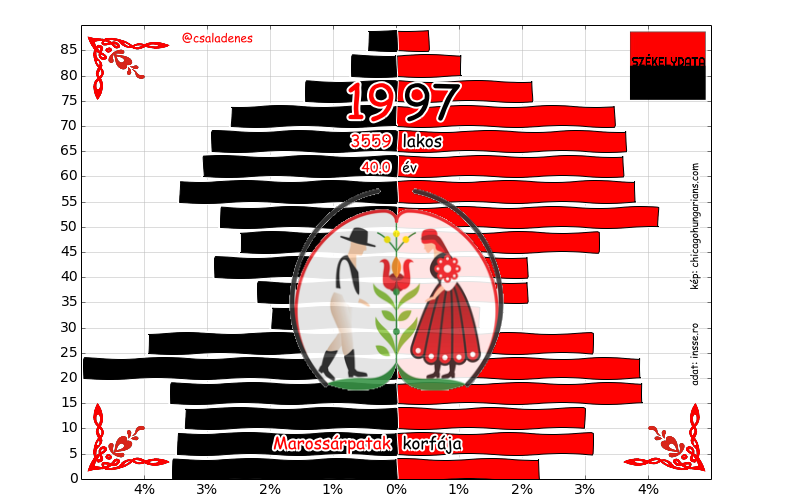 @csaladenes
SZÉKELYDATA
1997
3559 lakos
40.0 év
kép: chicagohungarians.com
adat: insse.ro
Marossárpatak korfája
85
80
75
70
65
60
55
50
45
40
35
30
25
20
15
10
5
0
4% 3% 2% 1% 0% 1% 2% 3% 4%